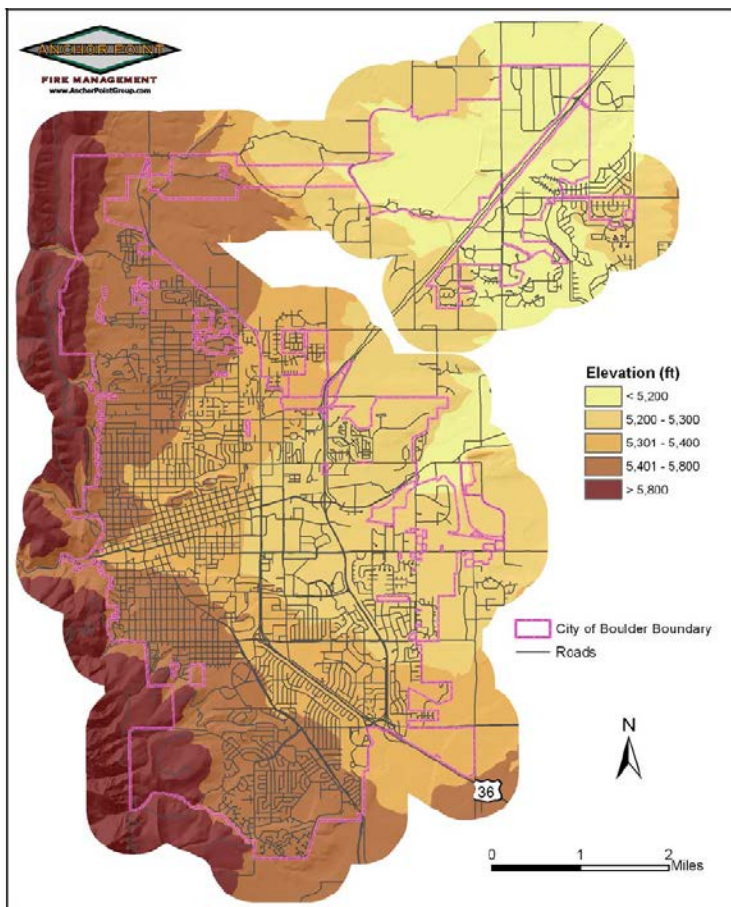 ANCHOR POINT
FIRE MANAGEMENT
www.AnchorPointGroup.com
Elevation (ft)
< 5,200
5,200 - 5,300
5,301 - 5,400
5,401 - 5,800
> 5,800
City of Boulder Boundary
Roads
N
36
0 1 2
Miles